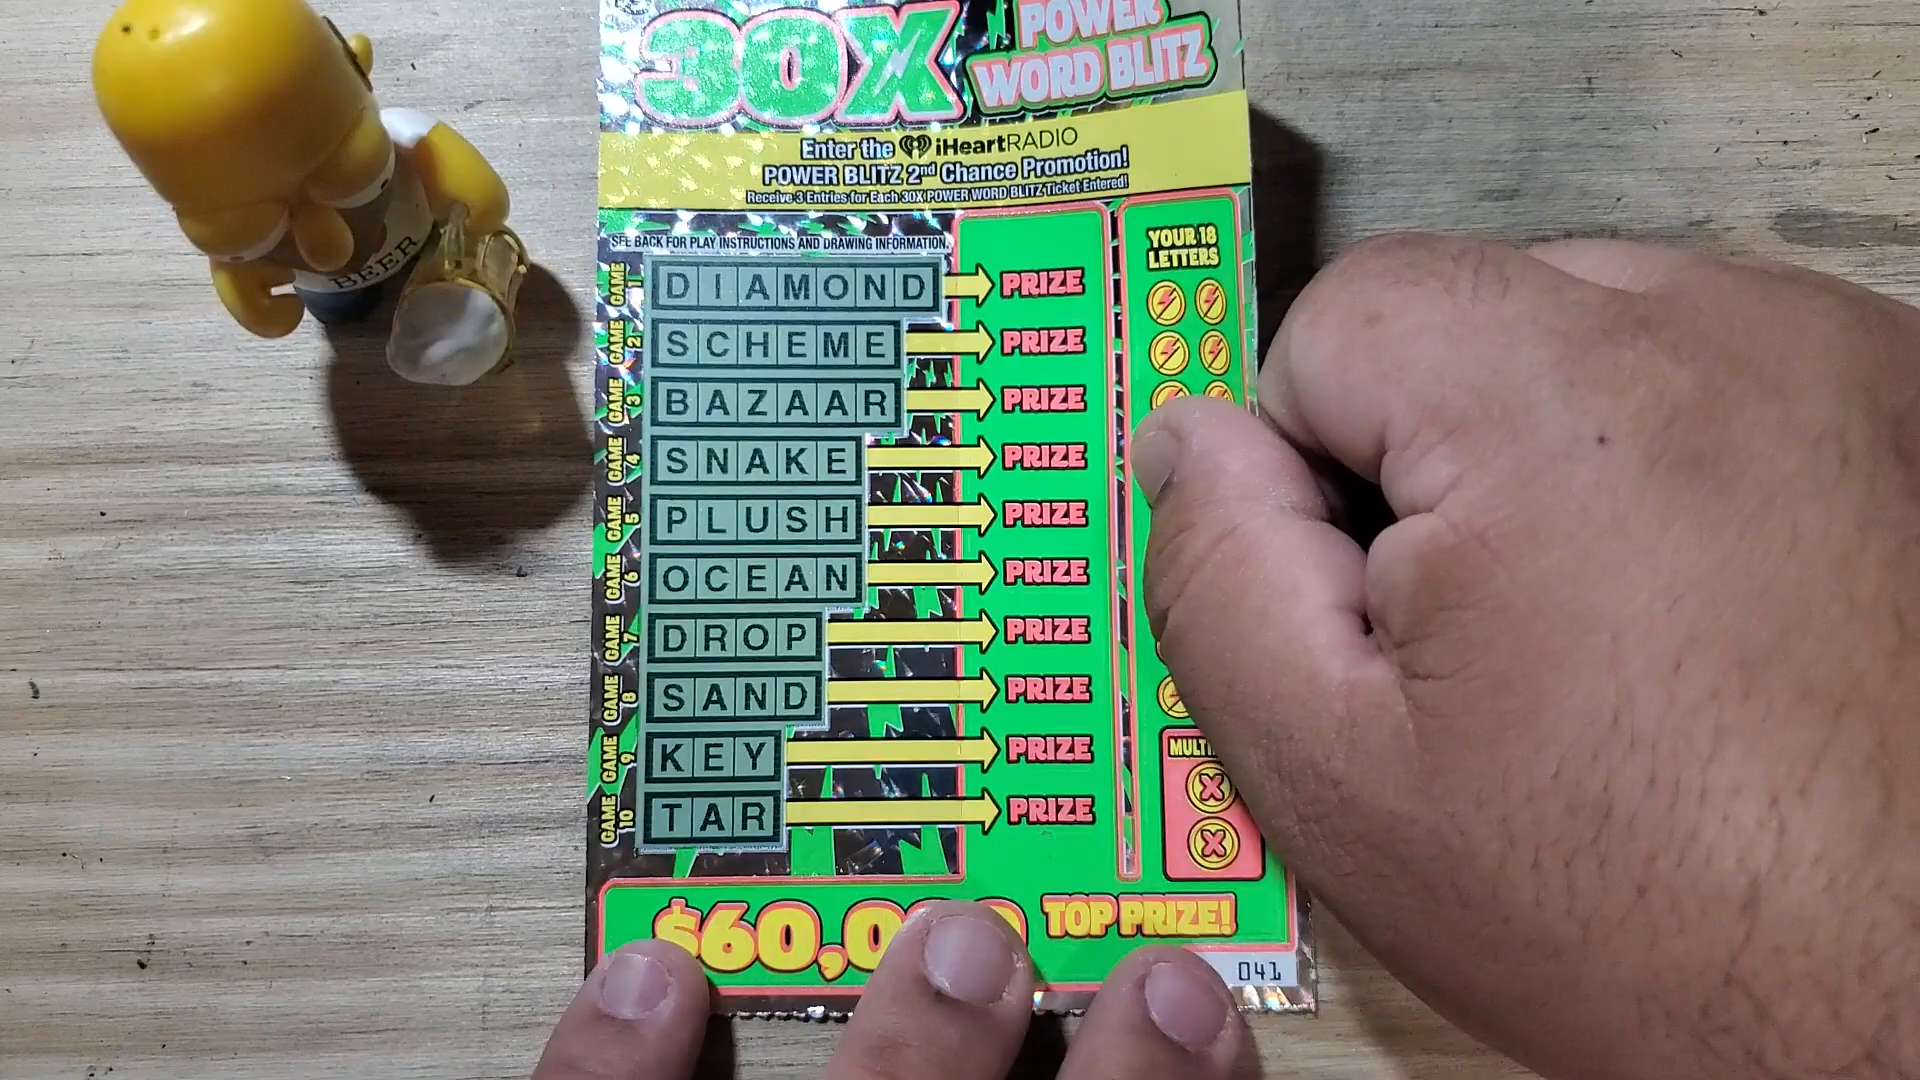 30X POWER
WORD BLITZ
Enter the iHeartRADIO
POWER BLITZ 2nd Chance Promotion!
Receive 3 Entries for Each 30X POWER WORD BLITZ Ticket Entered!
SEE BACK FOR PLAY INSTRUCTIONS AND DRAWING INFORMATION.
YOUR 18
LETTERS
GAME 1 DIAMOND PRIZE
GAME 2 SCHEME PRIZE
GAME 3 BAZAAR PRIZE
GAME 4 SNAKE PRIZE
GAME 5 PLUSH PRIZE
GAME 6 OCEAN PRIZE
GAME 7 DROP PRIZE
GAME 8 SAND PRIZE
GAME 9 KEY PRIZE
GAME 10 TAR PRIZE
X
X
TOP PRIZE!
041
BEER